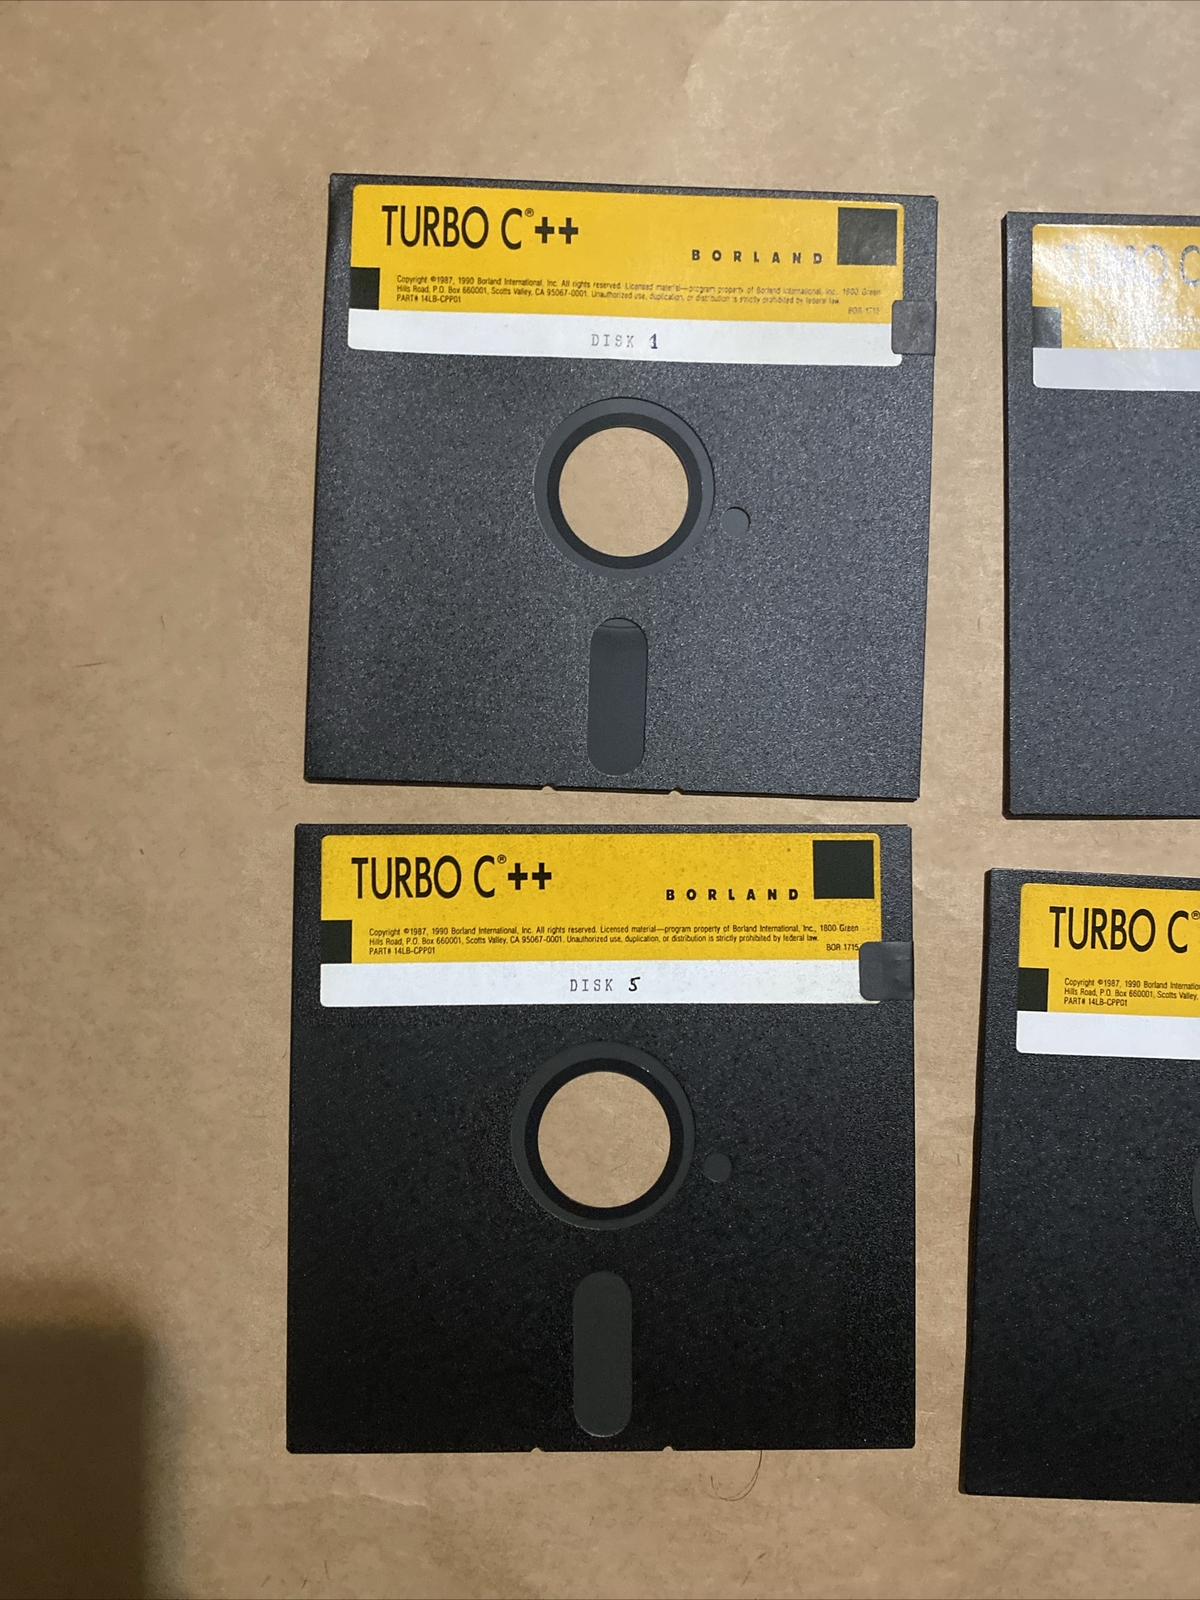 TURBO C®++
BORLAND
Copyright ©1987, 1990 Borland International, Inc. All rights reserved. Licensed material—program property of Borland International, Inc., 1800 Green
Hills Road, P.O. Box 660001, Scotts Valley, CA 95067-0001. Unauthorized use, duplication, or distribution is strictly prohibited by federal law.
PART# 14LB-CPP01
BOR 1715
DISK 1
TURBO C
TURBO C®++
BORLAND
Copyright ©1987, 1990 Borland International, Inc. All rights reserved. Licensed material—program property of Borland International, Inc., 1800 Green
Hills Road, P.O. Box 660001, Scotts Valley, CA 95067-0001. Unauthorized use, duplication, or distribution is strictly prohibited by federal law.
PART# 14LB-CPP01
BOR 1715
DISK 5
TURBO C®
Copyright ©1987, 1990 Borland Internation
Hills Road, P.O. Box 660001, Scotts Valley,
PART# 14LB-CPP01